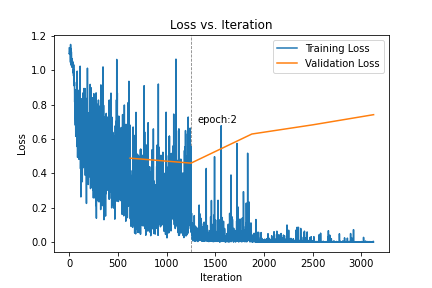 Loss vs. Iteration
1.2
1.0
0.8
0.6
0.4
0.2
0.0
Loss
Training Loss
Validation Loss
epoch:2
0
500
1000
1500
2000
2500
3000
Iteration